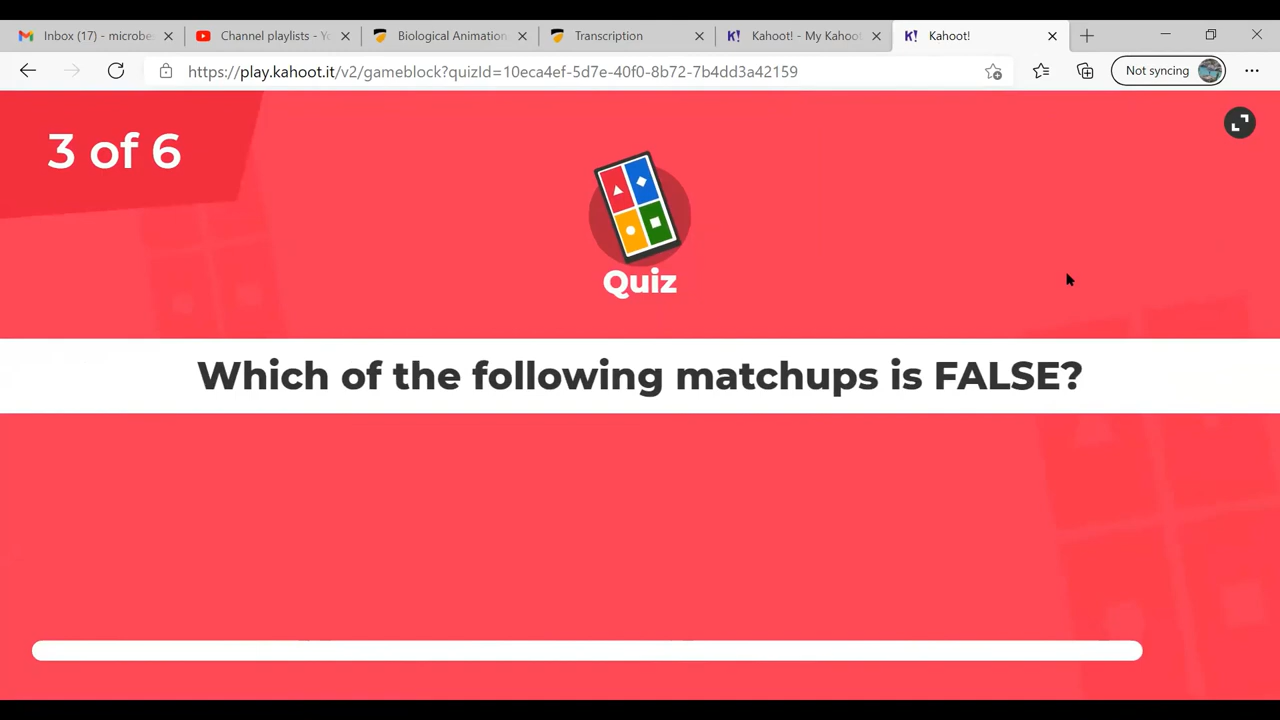 Inbox (17) - microbe
Channel playlists - Yo
Biological Animation
Transcription
K! Kahoot! - My Kahoot
K! Kahoot!
https://play.kahoot.it/v2/gameblock?quizId=10eca4ef-5d7e-40f0-8b72-7b4dd3a42159
Not syncing
3 of 6
Quiz
Which of the following matchups is FALSE?